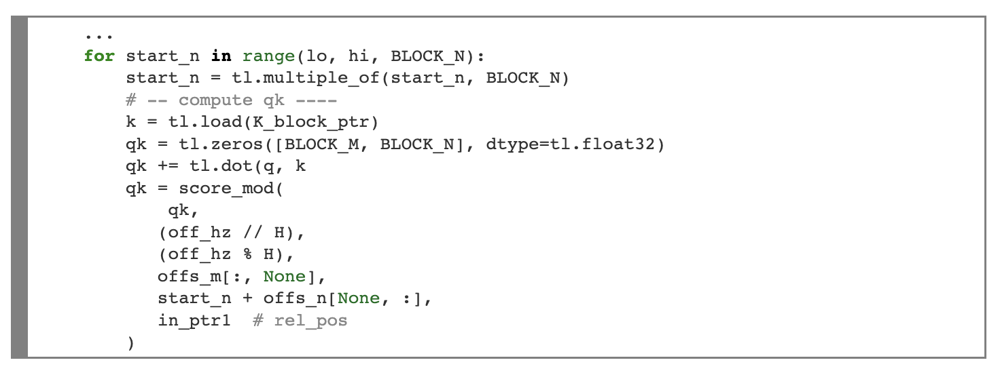 ...
for start_n in range(lo, hi, BLOCK_N):
    start_n = tl.multiple_of(start_n, BLOCK_N)
    # -- compute qk ----
    k = tl.load(K_block_ptr)
    qk = tl.zeros([BLOCK_M, BLOCK_N], dtype=tl.float32)
    qk += tl.dot(q, k
    qk = score_mod(
        qk,
       (off_hz // H),
       (off_hz % H),
       offs_m[:, None],
       start_n + offs_n[None, :],
       in_ptr1  # rel_pos
    )